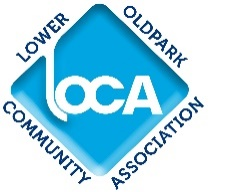 LOWER
OLDPARK
LOCA
COMMUNITY
ASSOCIATION